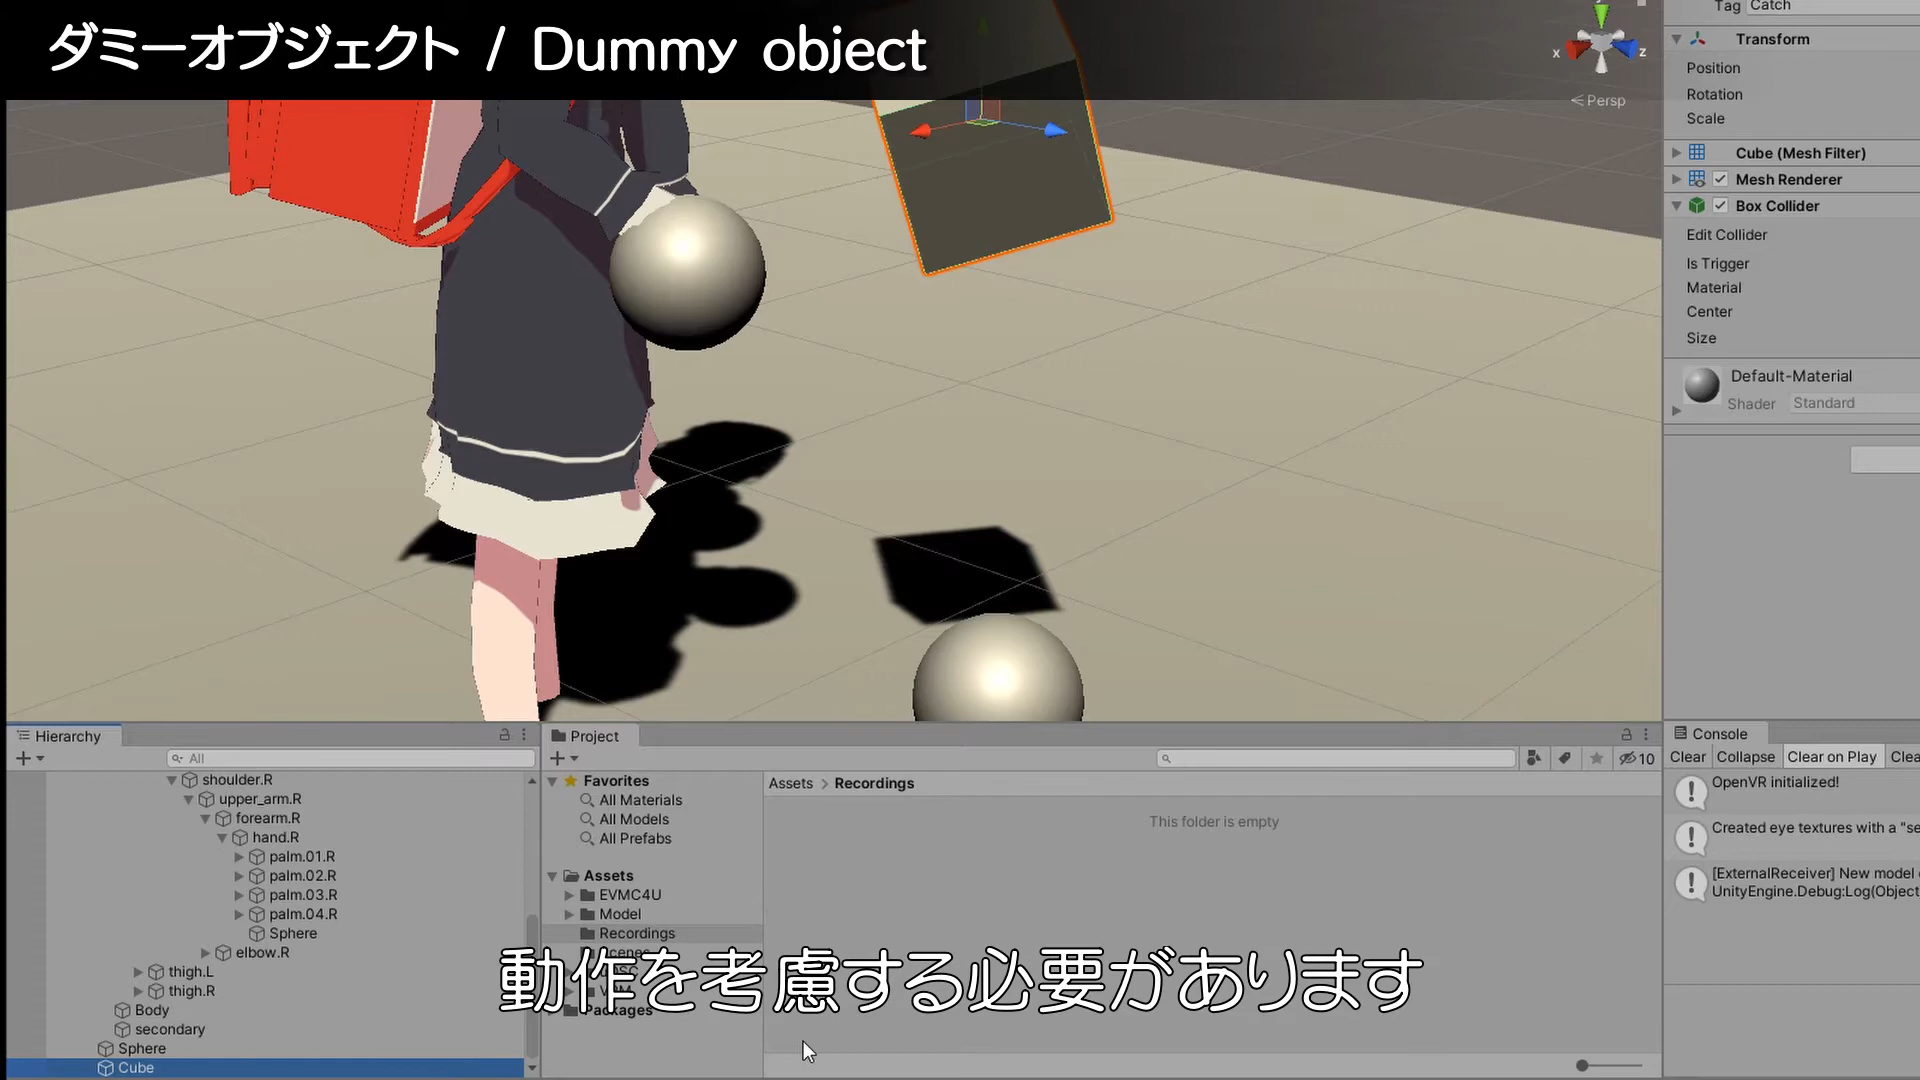 ダミーオブジェクト / Dummy object
x
z
Persp
Tag Catch
Transform
Position
Rotation
Scale
Cube (Mesh Filter)
Mesh Renderer
Box Collider
Edit Collider
Is Trigger
Material
Center
Size
Default-Material
Shader Standard
Hierarchy
All
shoulder.R
upper_arm.R
forearm.R
hand.R
palm.01.R
palm.02.R
palm.03.R
palm.04.R
Sphere
elbow.R
thigh.L
thigh.R
Body
secondary
Sphere
Cube
Project
10
Favorites
All Materials
All Models
All Prefabs
Assets
EVMC4U
Model
Recordings
Packages
Assets > Recordings
This folder is empty
Console
Clear Collapse Clear on Play Clea
OpenVR initialized!
Created eye textures with a "se
[ExternalReceiver] New model
UnityEngine.Debug:Log(Object
動作を考慮する必要があります